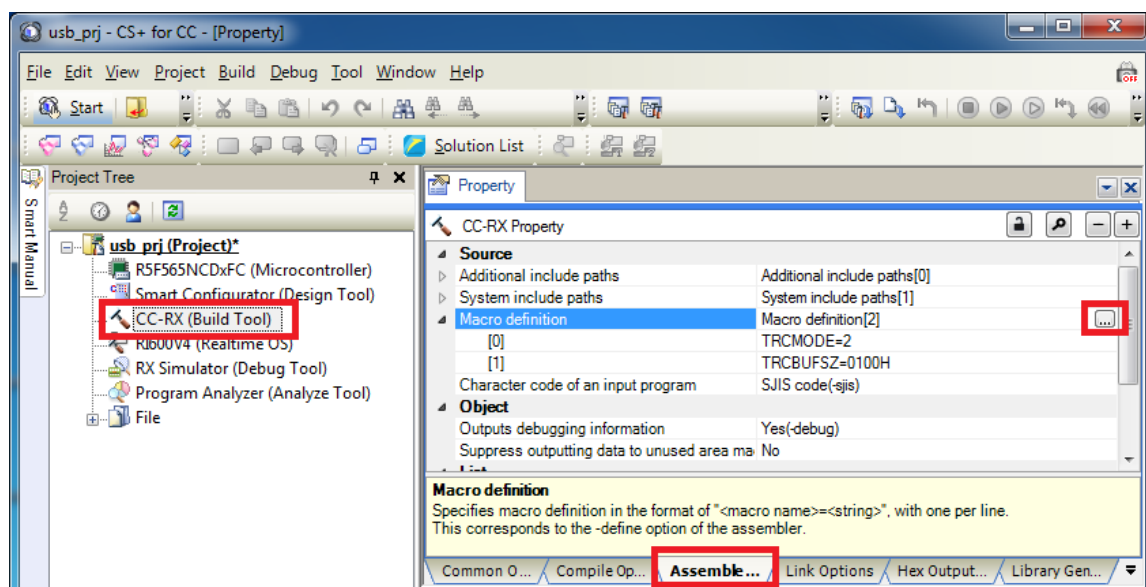 usb_prj - CS+ for CC - [Property]
File Edit View Project Build Debug Tool Window Help
OFF
Start
Solution List
Smart Manual
Project Tree
usb_prj (Project)*
R5F565NCDxFC (Microcontroller)
Smart Configurator (Design Tool)
CC-RX (Build Tool)
RI600V4 (Realtime OS)
RX Simulator (Debug Tool)
Program Analyzer (Analyze Tool)
File
Property
CC-RX Property
Source
Additional include paths Additional include paths[0]
System include paths System include paths[1]
Macro definition Macro definition[2]
...
[0] TRCMODE=2
[1] TRCBUFSZ=0100H
Character code of an input program SJIS code(-sjis)
Object
Outputs debugging information Yes(-debug)
Suppress outputting data to unused area ma No
List
Macro definition
Specifies macro definition in the format of "<macro name>=<string>", with one per line.
This corresponds to the -define option of the assembler.
Common O... Compile Op... Assemble... Link Options Hex Output... Library Gen...